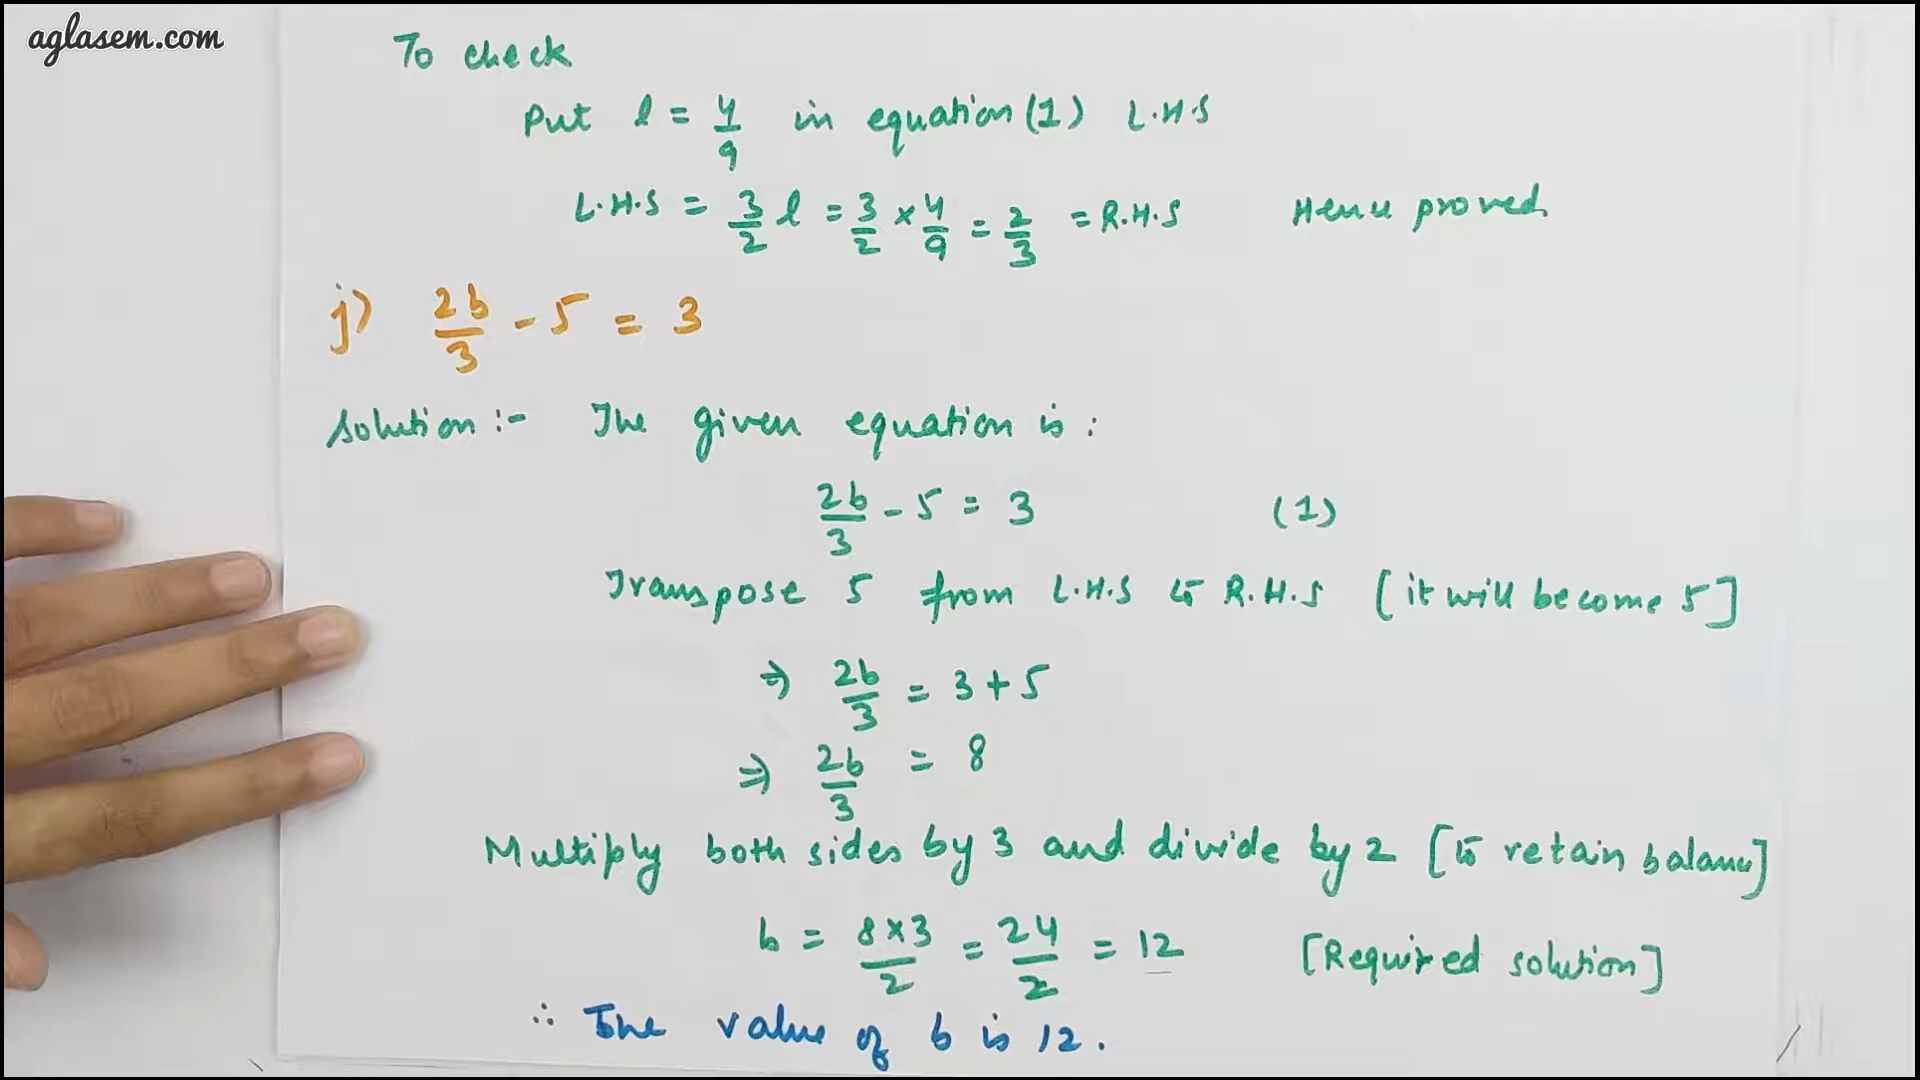 aglasem.com
To check
Put l = 4/9 in equation (1) L.H.S
L.H.S = 3/2 l = 3/2 × 4/9 = 2/3 = R.H.S Hence proved
j) 2b/3 - 5 = 3
Solution :- The given equation is :
2b/3 - 5 = 3 (1)
Transpose 5 from L.H.S to R.H.S [it will become 5]
⇒ 2b/3 = 3 + 5
⇒ 2b/3 = 8
Multiply both sides by 3 and divide by 2 [to retain balance]
b = 8×3/2 = 24/2 = 12 [Required solution]
∴ The value of b is 12.